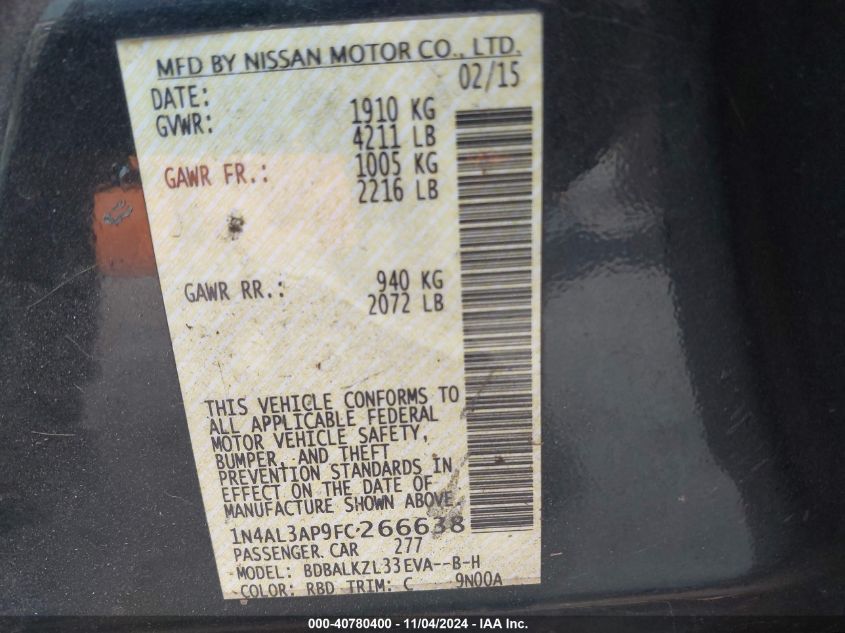 MFD BY NISSAN MOTOR CO., LTD.
DATE: 02/15
GVWR: 1910 KG
4211 LB
GAWR FR.: 1005 KG
2216 LB
GAWR RR.: 940 KG
2072 LB
THIS VEHICLE CONFORMS TO
ALL APPLICABLE FEDERAL
MOTOR VEHICLE SAFETY,
BUMPER, AND THEFT
PREVENTION STANDARDS IN
EFFECT ON THE DATE OF
MANUFACTURE SHOWN ABOVE.
1N4AL3AP9FC266638
PASSENGER CAR 277
MODEL: BDBALKZL33EVA--B-H
COLOR: RBD TRIM: C 9N00A
000-40780400 - 11/04/2024 - IAA Inc.